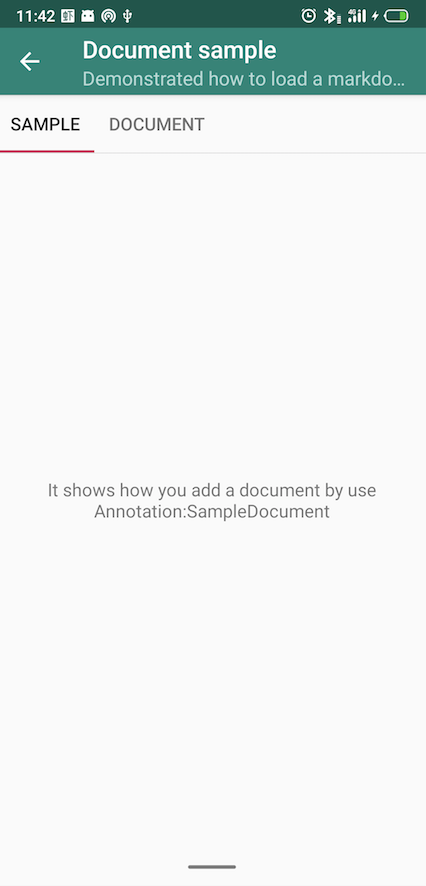 11:42
Document sample
Demonstrated how to load a markdo...
SAMPLE DOCUMENT
It shows how you add a document by use
Annotation:SampleDocument